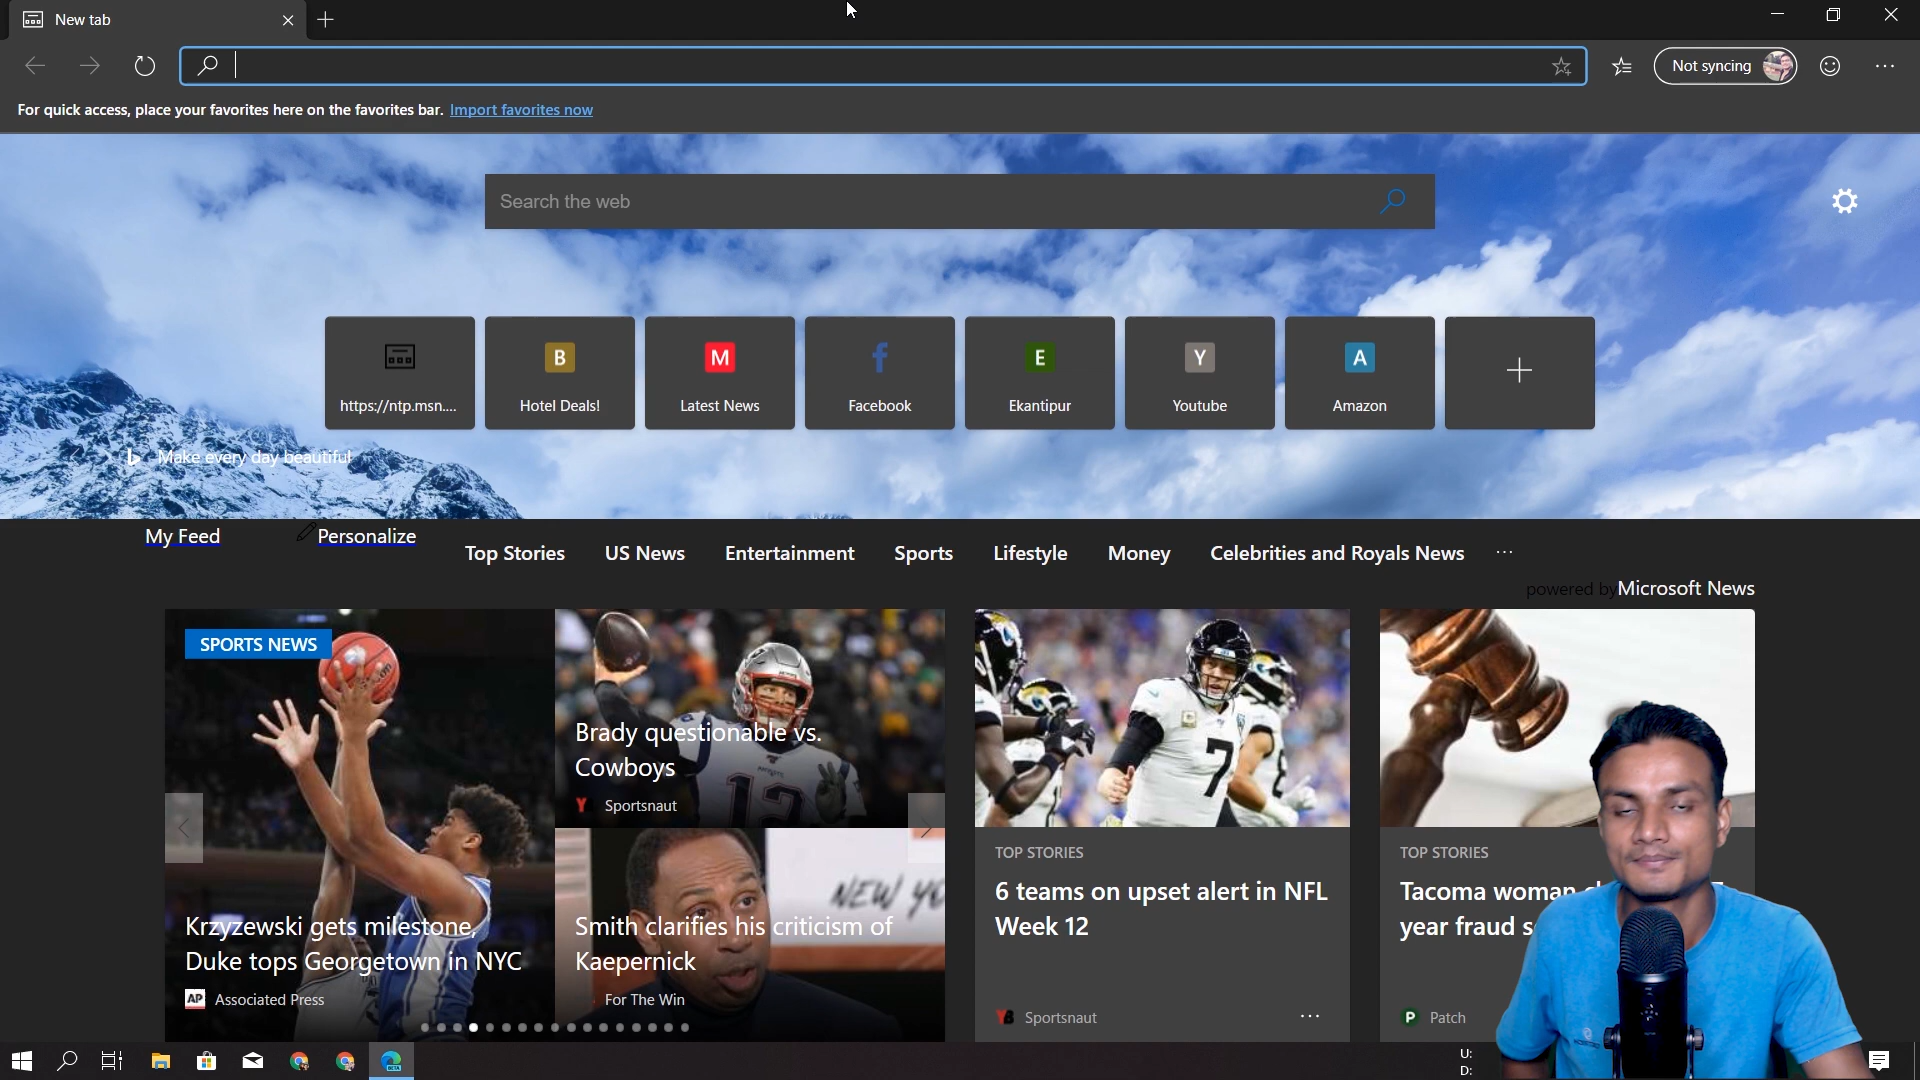 New tab
Not syncing
For quick access, place your favorites here on the favorites bar. Import favorites now
Search the web
B
M
f
E
Y
A
https://ntp.msn....
Hotel Deals!
Latest News
Facebook
Ekantipur
Youtube
Amazon
Make every day beautiful
My Feed
Personalize
Top Stories
US News
Entertainment
Sports
Lifestyle
Money
Celebrities and Royals News
powered by Microsoft News
SPORTS NEWS
Krzyzewski gets milestone,
Duke tops Georgetown in NYC
AP Associated Press
Brady questionable vs.
Cowboys
Y Sportsnaut
12
NEW YO
Smith clarifies his criticism of
Kaepernick
For The Win
7
TOP STORIES
6 teams on upset alert in NFL
Week 12
Sportsnaut
TOP STORIES
Tacoma woman
year fraud
P Patch
U:
D: